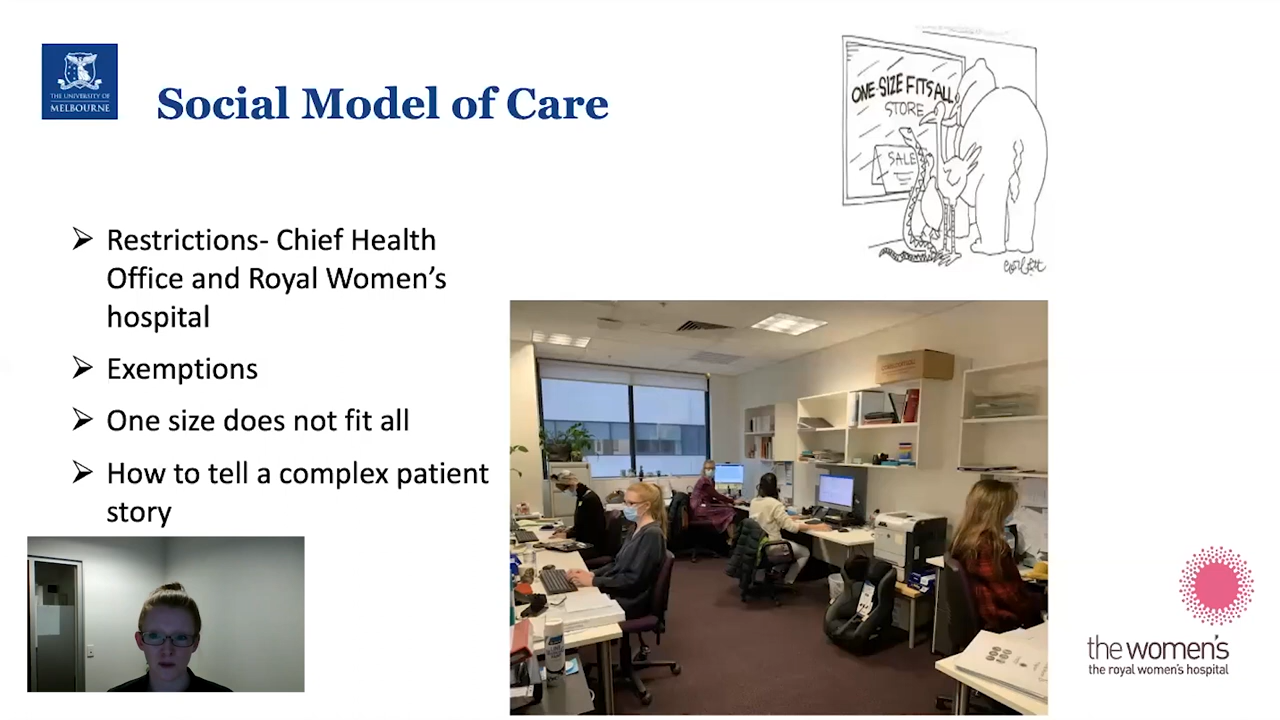 THE UNIVERSITY OF
MELBOURNE
Social Model of Care
ONE-SIZE FITS ALL
STORE
SALE
Restrictions- Chief Health
Office and Royal Women’s
hospital
Exemptions
One size does not fit all
How to tell a complex patient
story
the women's
the royal women's hospital